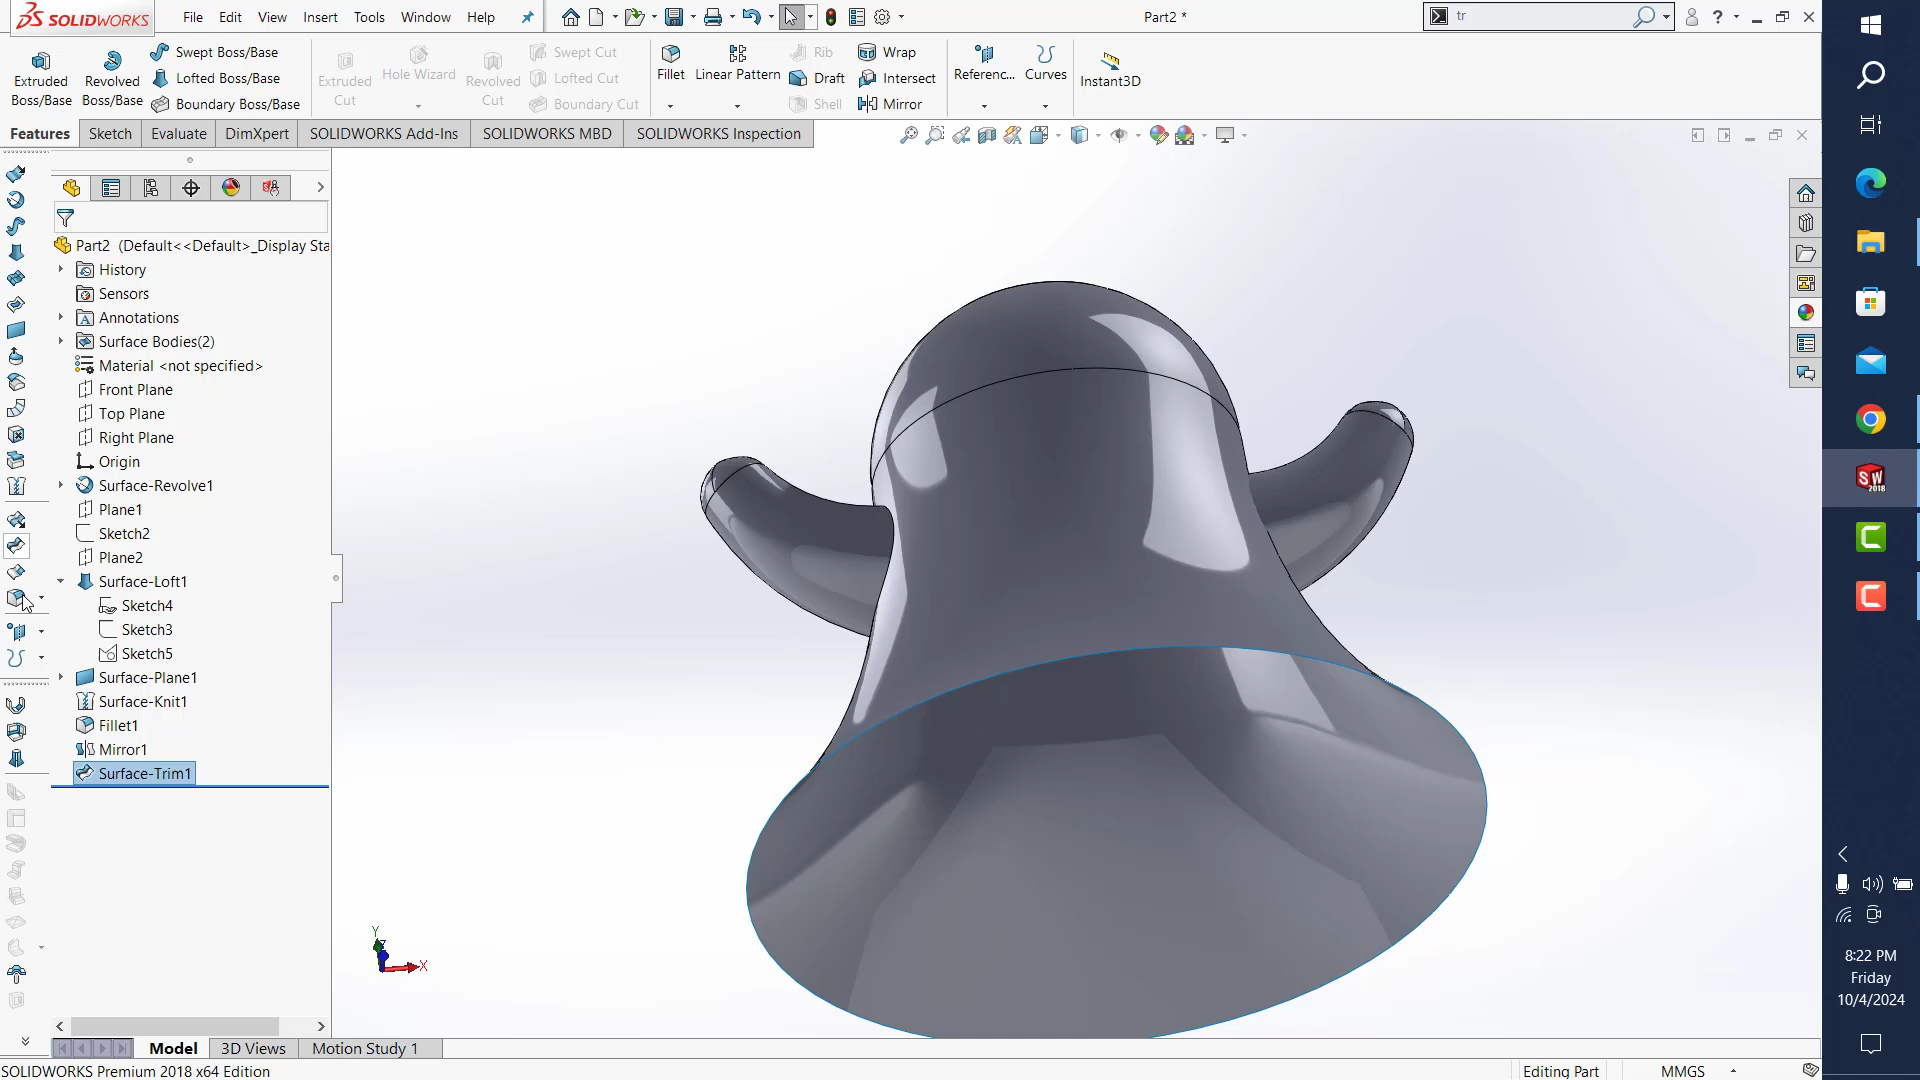 SOLIDWORKS
File Edit View Insert Tools Window Help
Part2 *
tr
Extruded Boss/Base
Revolved Boss/Base
Swept Boss/Base
Lofted Boss/Base
Boundary Boss/Base
Extruded Cut
Hole Wizard
Revolved Cut
Swept Cut
Lofted Cut
Boundary Cut
Fillet
Linear Pattern
Rib
Draft
Shell
Wrap
Intersect
Mirror
Referenc...
Curves
Instant3D
Features Sketch Evaluate DimXpert SOLIDWORKS Add-Ins SOLIDWORKS MBD SOLIDWORKS Inspection
Part2 (Default<<Default>_Display Sta
History
Sensors
Annotations
Surface Bodies(2)
Material <not specified>
Front Plane
Top Plane
Right Plane
Origin
Surface-Revolve1
Plane1
Sketch2
Plane2
Surface-Loft1
Sketch4
Sketch3
Sketch5
Surface-Plane1
Surface-Knit1
Fillet1
Mirror1
Surface-Trim1
Y
Z
X
SW
2018
8:22 PM
Friday
10/4/2024
Model 3D Views Motion Study 1
SOLIDWORKS Premium 2018 x64 Edition
Editing Part MMGS